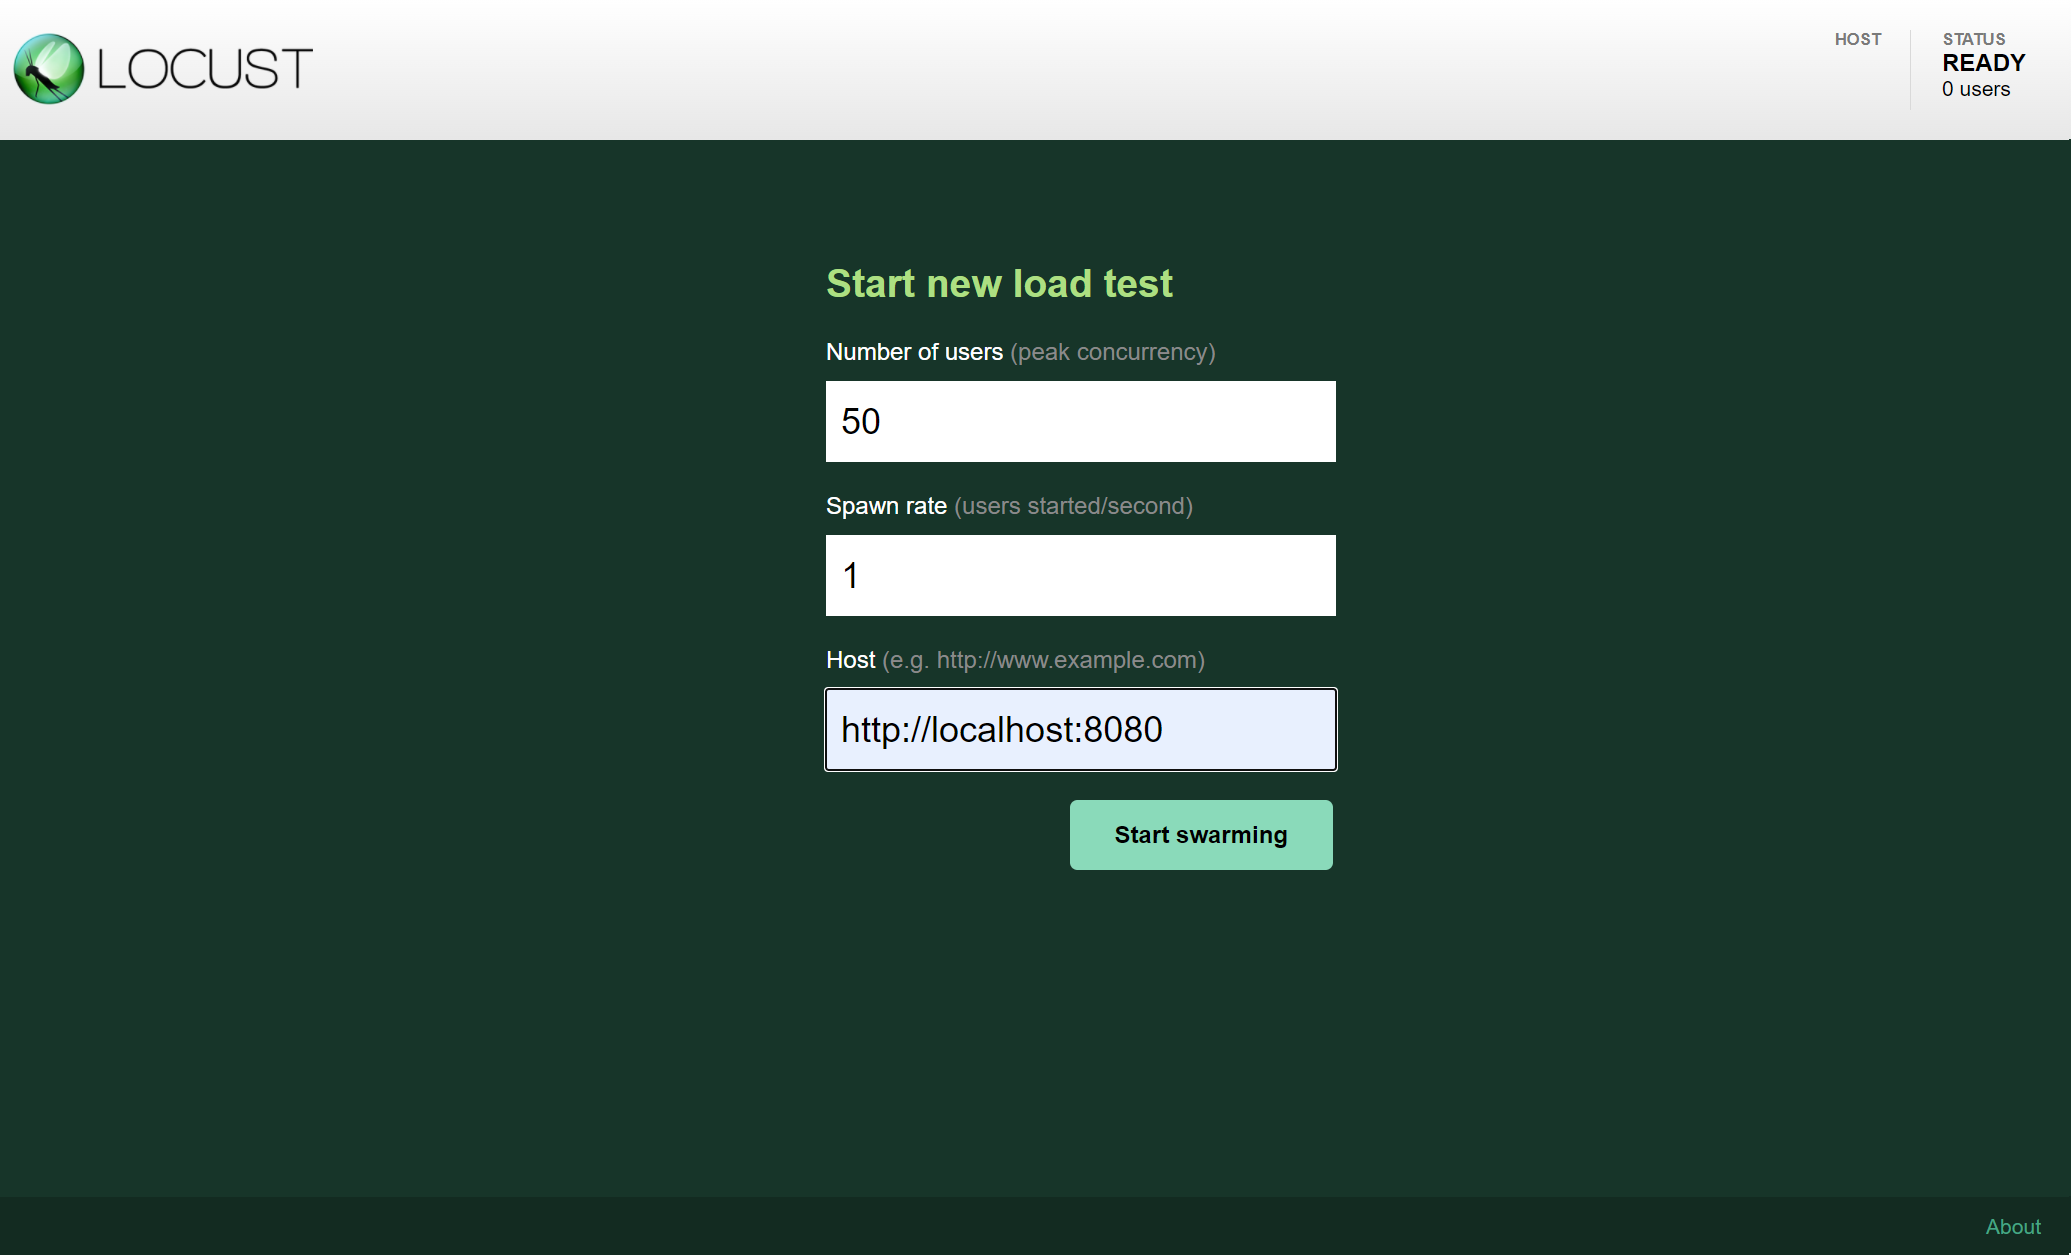 LOCUST
HOST
STATUS
READY
0 users
Start new load test
Number of users (peak concurrency)
50
Spawn rate (users started/second)
1
Host (e.g. http://www.example.com)
http://localhost:8080
Start swarming
About